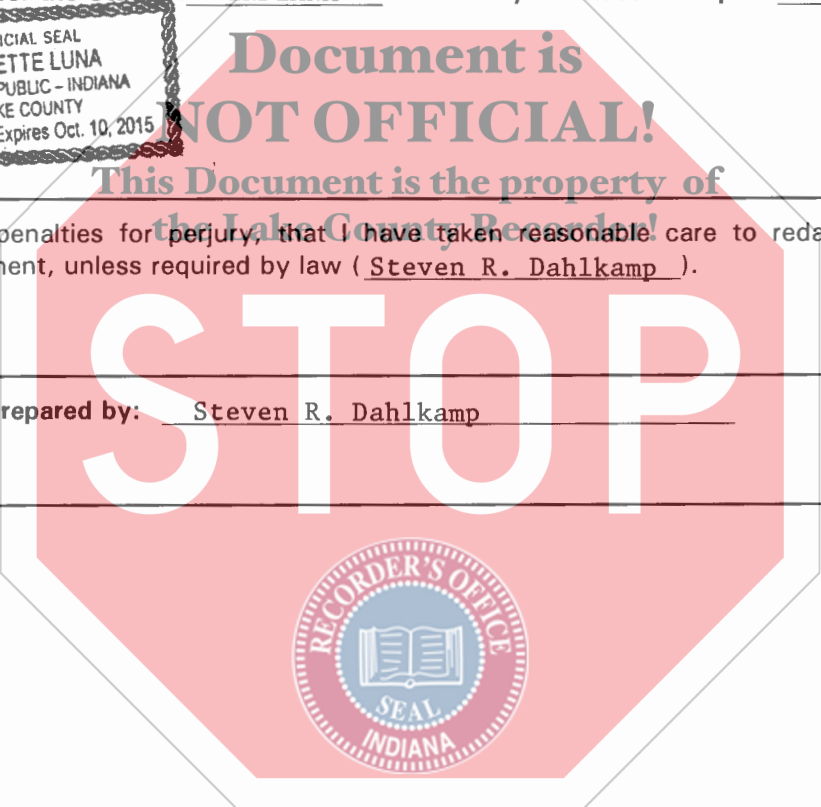 ICIAL SEAL
ETTE LUNA
PUBLIC – INDIANA
KE COUNTY
Expires Oct. 10, 2015
Document is
NOT OFFICIAL!
This Document is the property of
the Lake County Recorder!
penalties for perjury, that I have taken reasonable care to reda
ment, unless required by law ( Steven R. Dahlkamp ).
STOP
repared by: Steven R. Dahlkamp
RECORDER'S OFFICE
SEAL
INDIANA